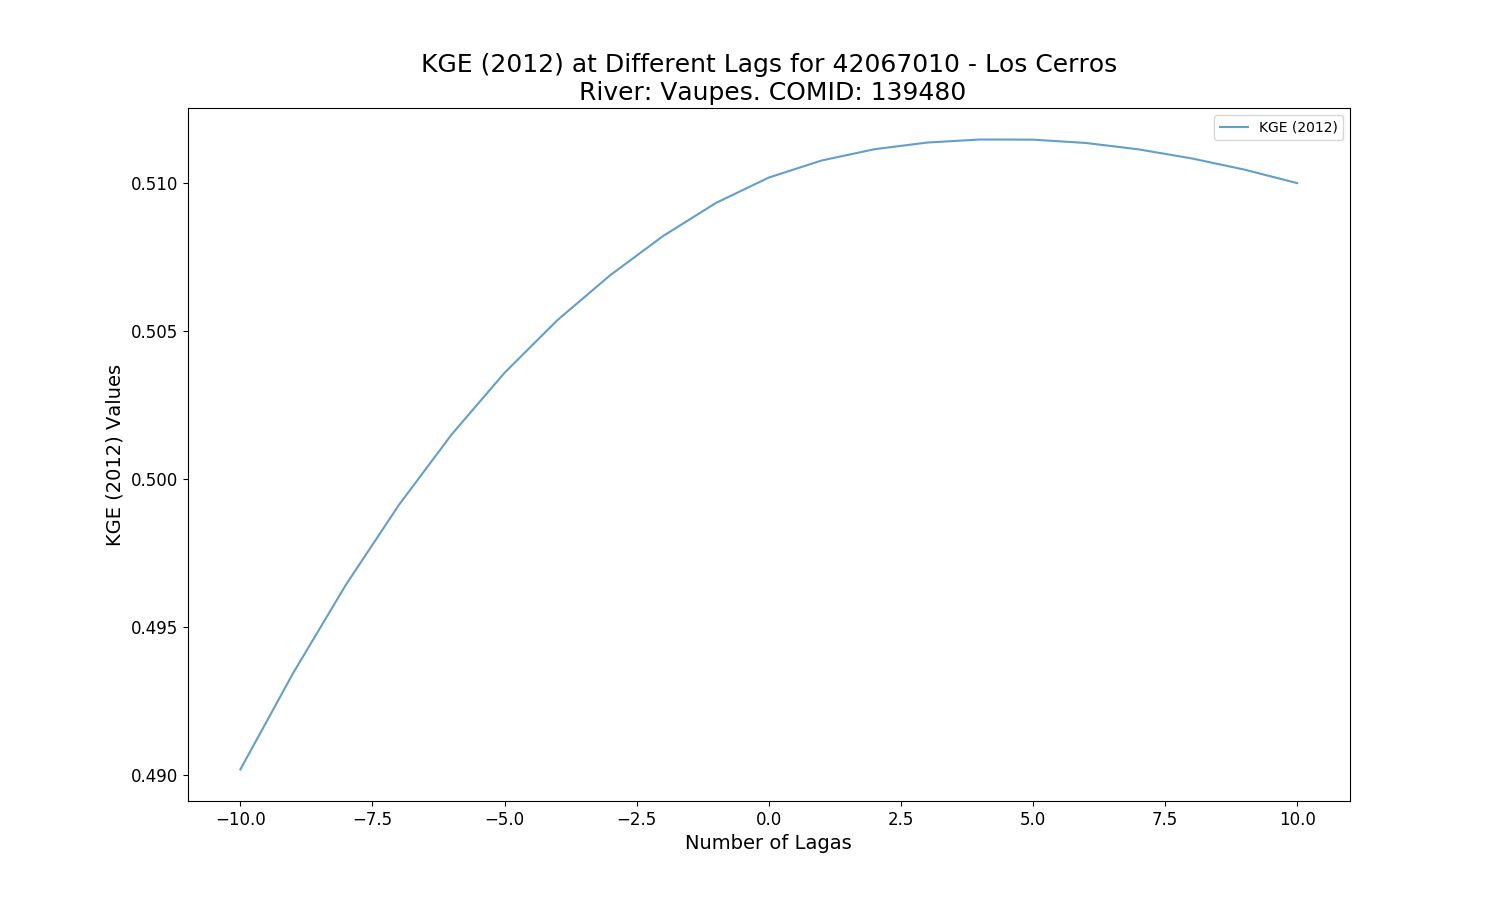 KGE (2012) at Different Lags for 42067010 - Los Cerros
River: Vaupes. COMID: 139480
KGE (2012)
0.510
0.505
0.500
0.495
0.490
KGE (2012) Values
−10.0 −7.5 −5.0 −2.5 0.0 2.5 5.0 7.5 10.0
Number of Lagas